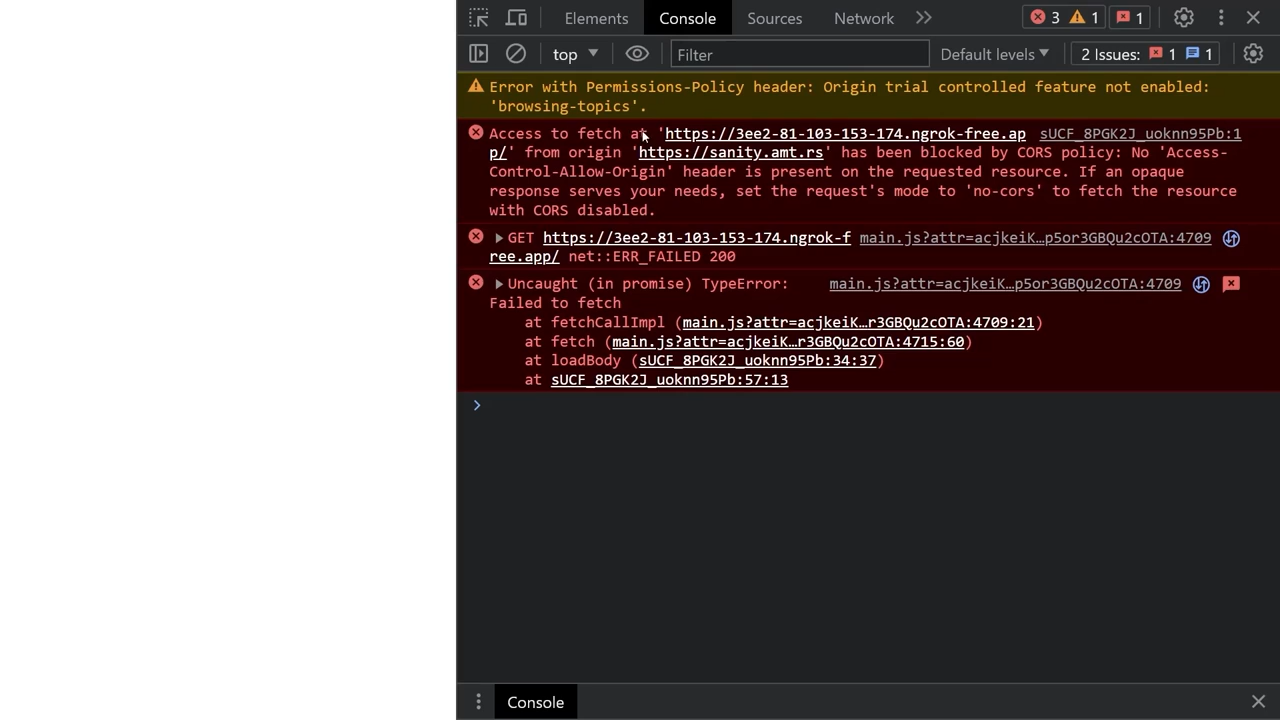 Elements Console Sources Network 3 1 1
top Filter Default levels 2 Issues: 1 1
Error with Permissions-Policy header: Origin trial controlled feature not enabled:
'browsing-topics'.
Access to fetch at 'https://3ee2-81-103-153-174.ngrok-free.ap sUCF_8PGK2J_uoknn95Pb:1
p/' from origin 'https://sanity.amt.rs' has been blocked by CORS policy: No 'Access-
Control-Allow-Origin' header is present on the requested resource. If an opaque
response serves your needs, set the request's mode to 'no-cors' to fetch the resource
with CORS disabled.
GET https://3ee2-81-103-153-174.ngrok-f main.js?attr=acjkeiK…p5or3GBQu2cOTA:4709
ree.app/ net::ERR_FAILED 200
Uncaught (in promise) TypeError: main.js?attr=acjkeiK…p5or3GBQu2cOTA:4709
Failed to fetch
at fetchCallImpl (main.js?attr=acjkeiK…r3GBQu2cOTA:4709:21)
at fetch (main.js?attr=acjkeiK…r3GBQu2cOTA:4715:60)
at loadBody (sUCF_8PGK2J_uoknn95Pb:34:37)
at sUCF_8PGK2J_uoknn95Pb:57:13
Console